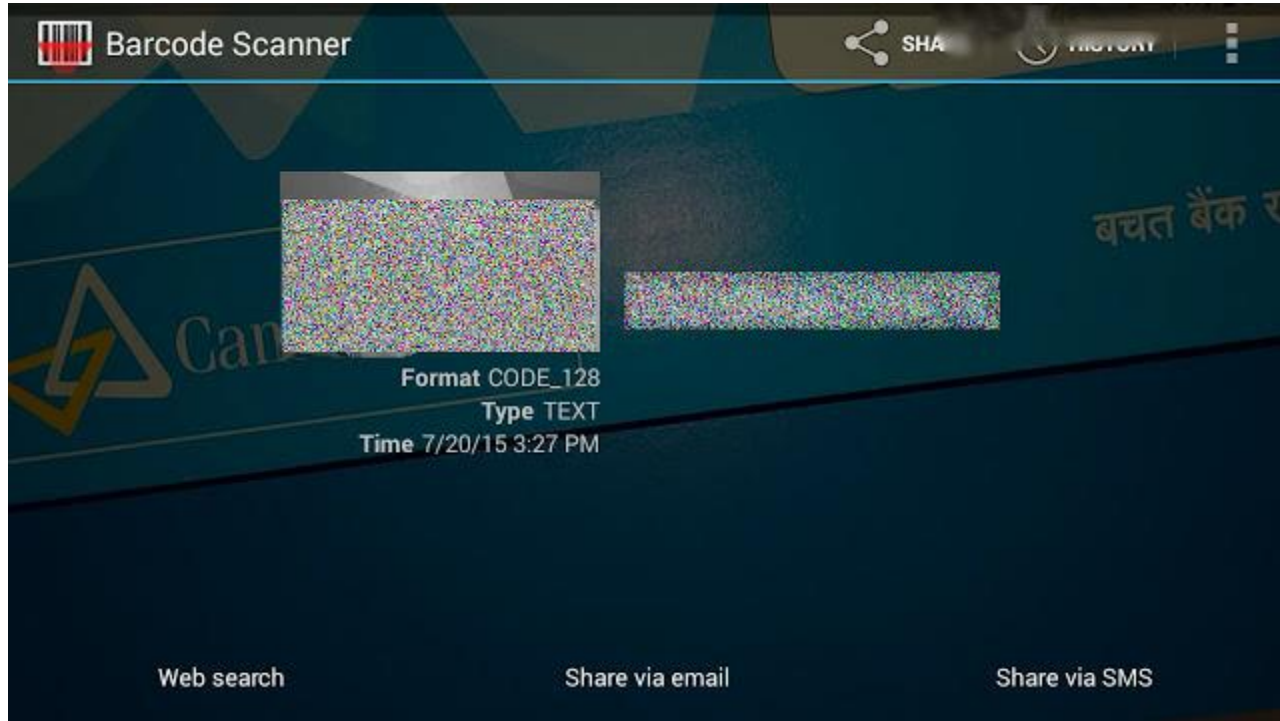 Barcode Scanner
बचत बैंक
Format CODE_128
Type TEXT
Time 7/20/15 3:27 PM
Web search
Share via email
Share via SMS